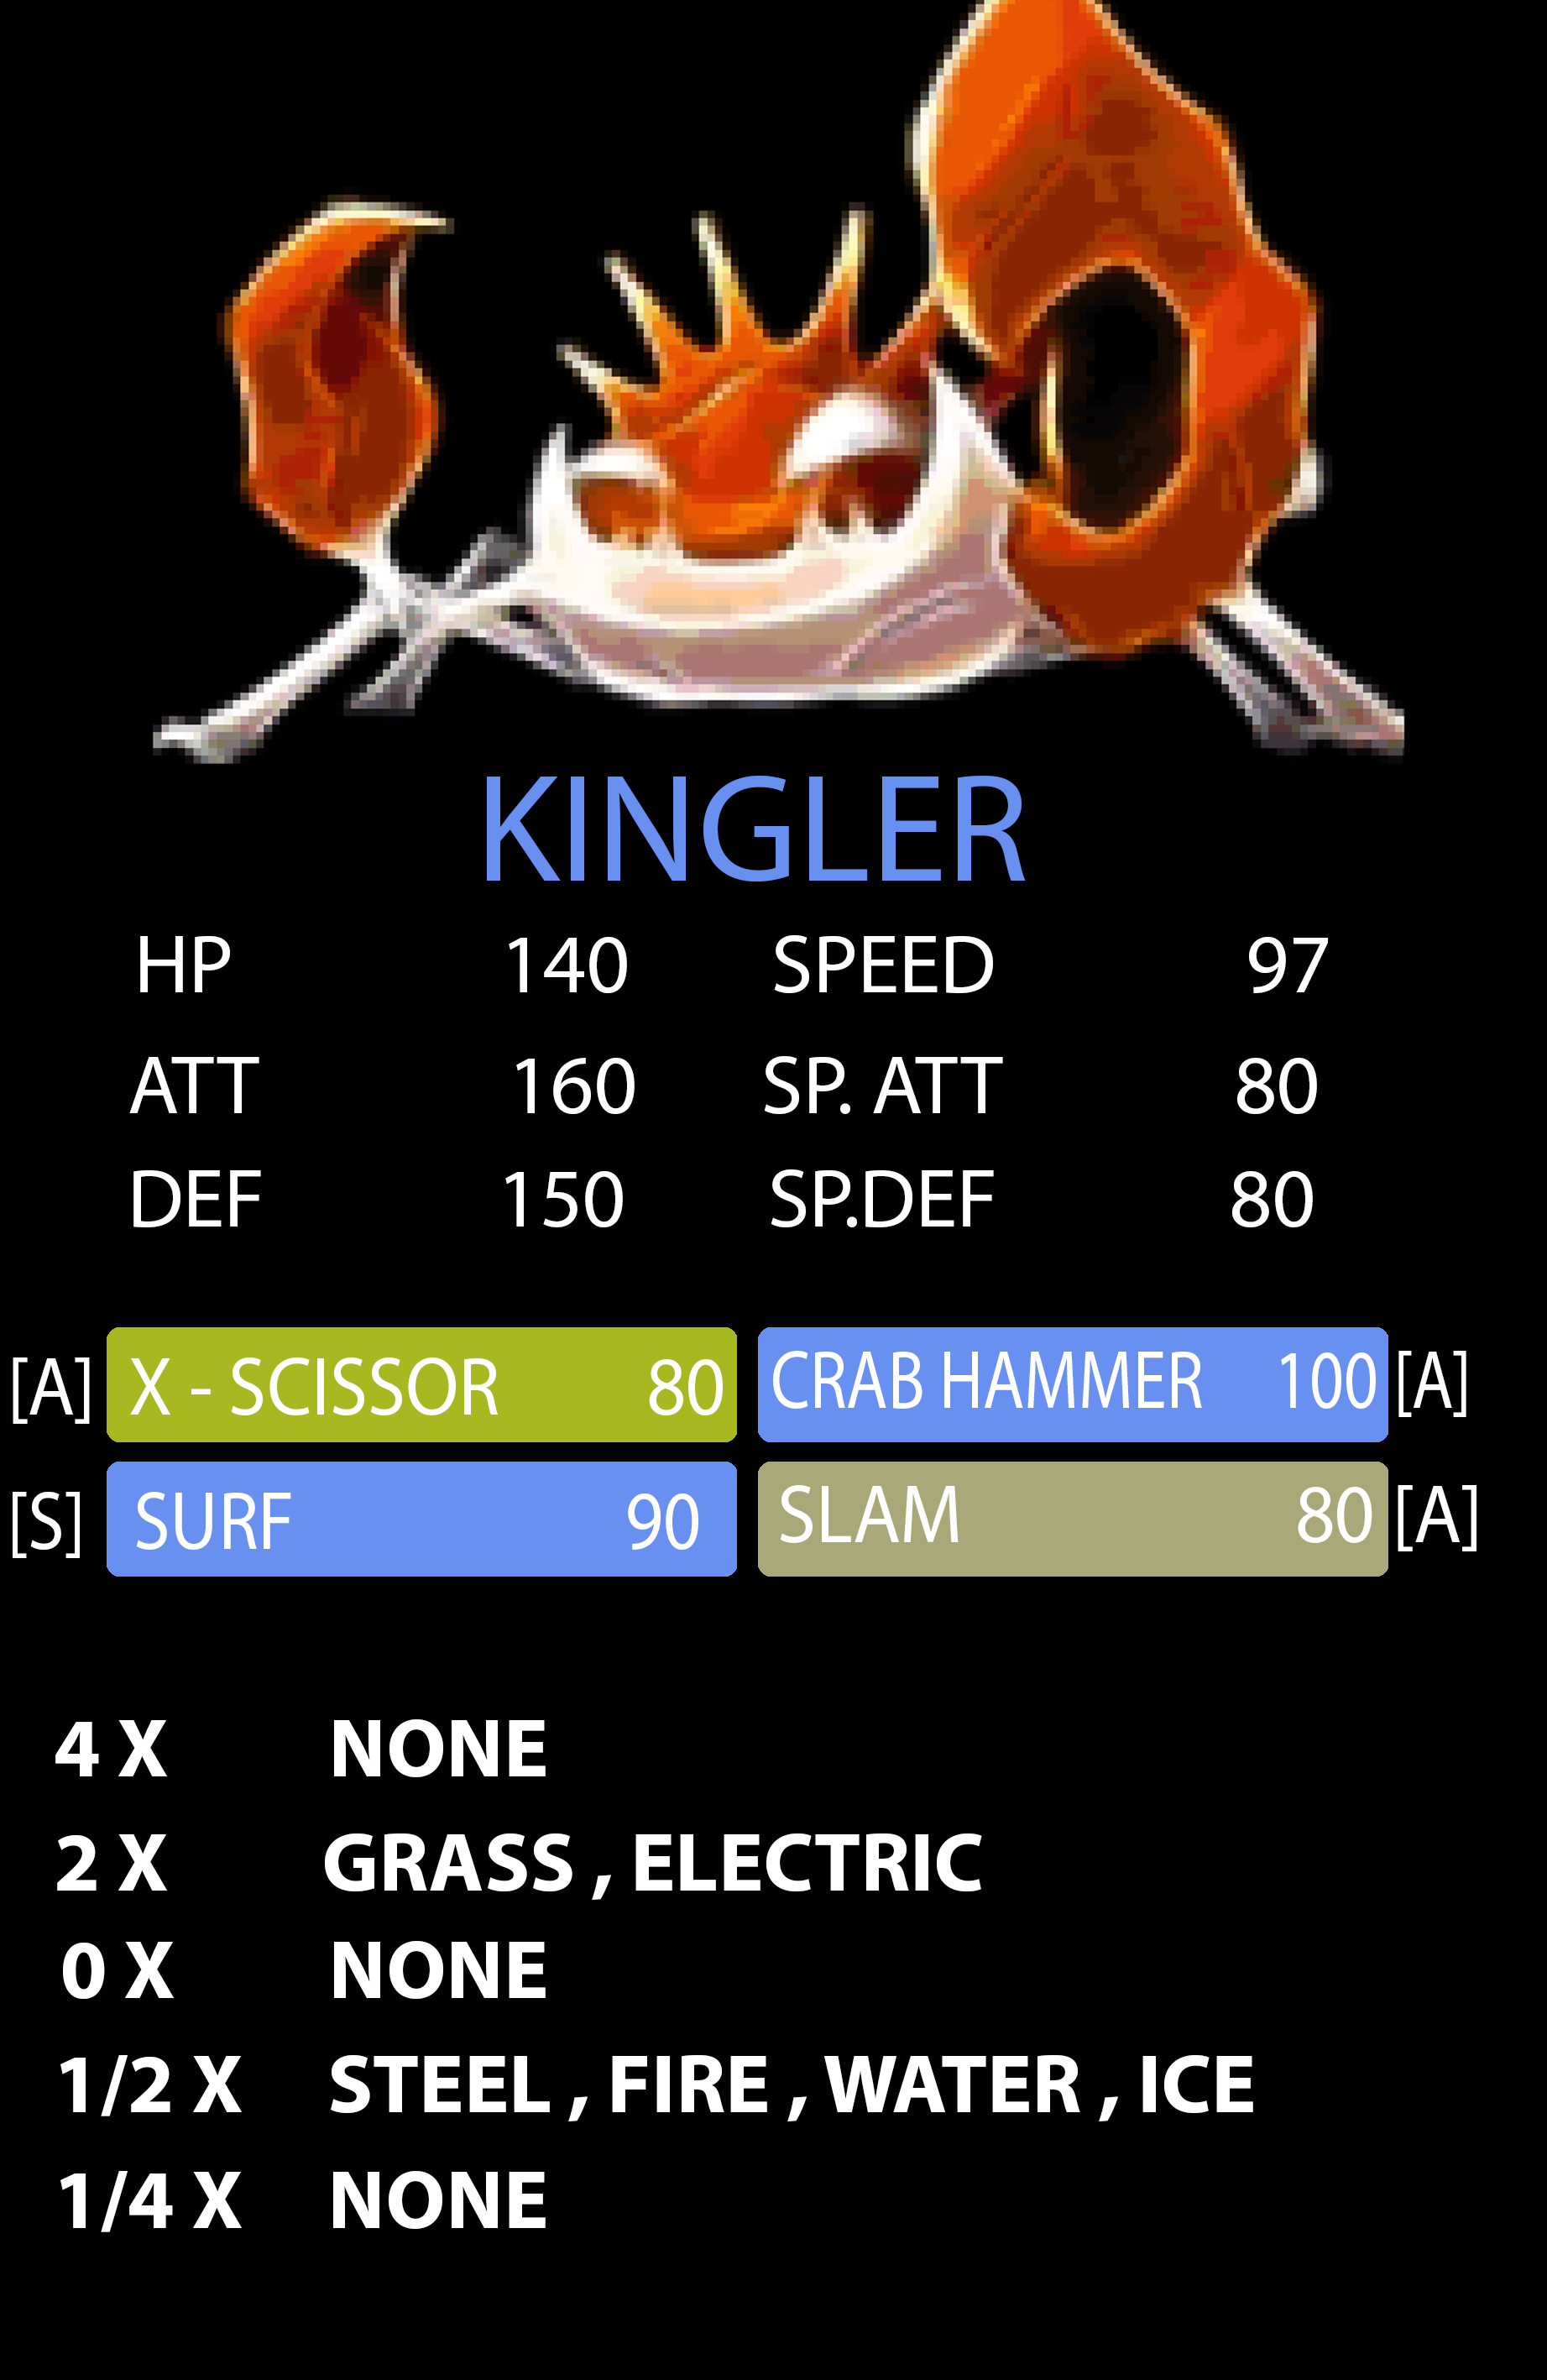 KINGLER
HP 140 SPEED 97
ATT 160 SP. ATT 80
DEF 150 SP.DEF 80
[A] X - SCISSOR 80 CRAB HAMMER 100 [A]
[S] SURF 90 SLAM 80 [A]
4 X NONE
2 X GRASS , ELECTRIC
0 X NONE
1/2 X STEEL , FIRE , WATER , ICE
1/4 X NONE